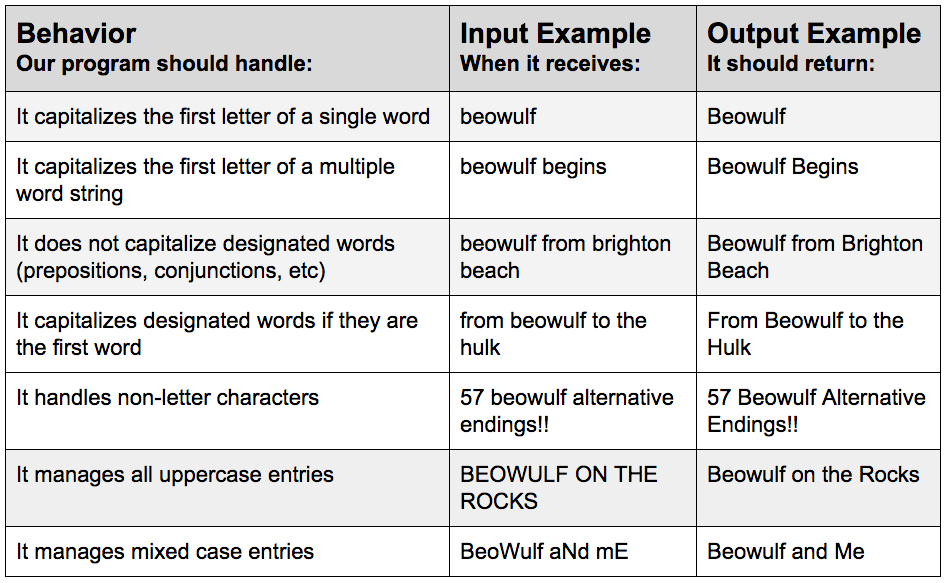 Behavior
Our program should handle:
Input Example
When it receives:
Output Example
It should return:
It capitalizes the first letter of a single word
beowulf
Beowulf
It capitalizes the first letter of a multiple
word string
beowulf begins
Beowulf Begins
It does not capitalize designated words
(prepositions, conjunctions, etc)
beowulf from brighton
beach
Beowulf from Brighton
Beach
It capitalizes designated words if they are
the first word
from beowulf to the
hulk
From Beowulf to the
Hulk
It handles non-letter characters
57 beowulf alternative
endings!!
57 Beowulf Alternative
Endings!!
It manages all uppercase entries
BEOWULF ON THE
ROCKS
Beowulf on the Rocks
It manages mixed case entries
BeoWulf aNd mE
Beowulf and Me